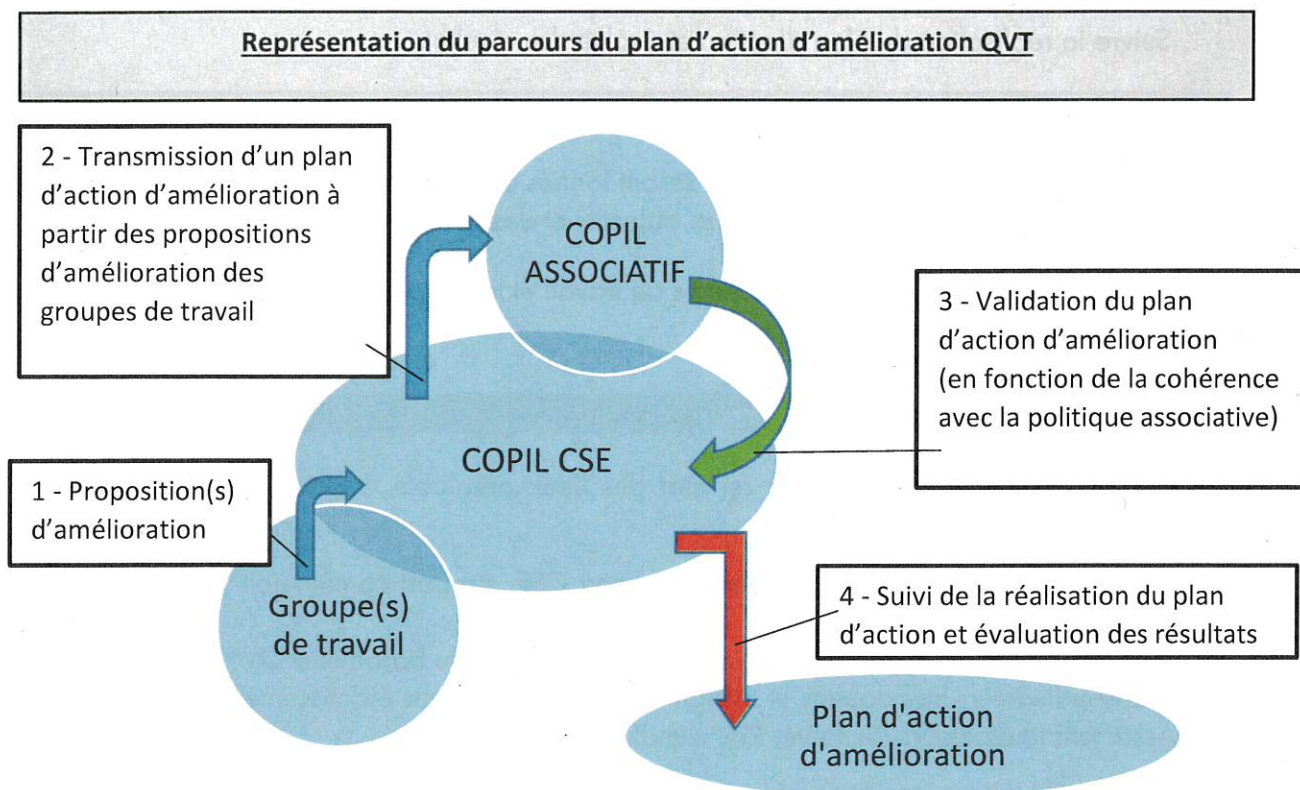 Représentation du parcours du plan d'action d'amélioration QVT
2 - Transmission d'un plan
d'action d'amélioration à
partir des propositions
d'amélioration des
groupes de travail
COPIL
ASSOCIATIF
3 - Validation du plan
d'action d'amélioration
(en fonction de la cohérence
avec la politique associative)
COPIL CSE
1 - Proposition(s)
d'amélioration
Groupe(s)
de travail
4 - Suivi de la réalisation du plan
d'action et évaluation des résultats
Plan d'action
d'amélioration